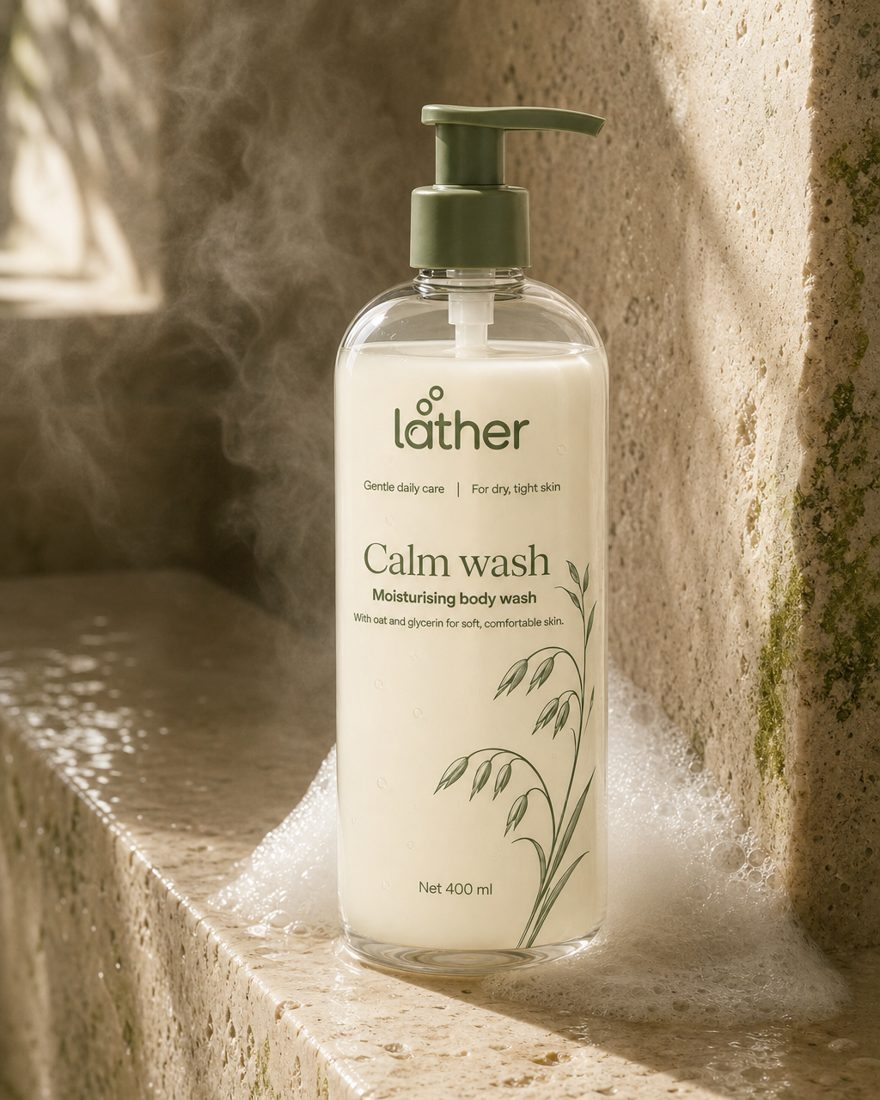 lather
Gentle daily care | For dry, tight skin
Calm wash
Moisturising body wash
With oat and glycerin for soft, comfortable skin.
Net 400 ml